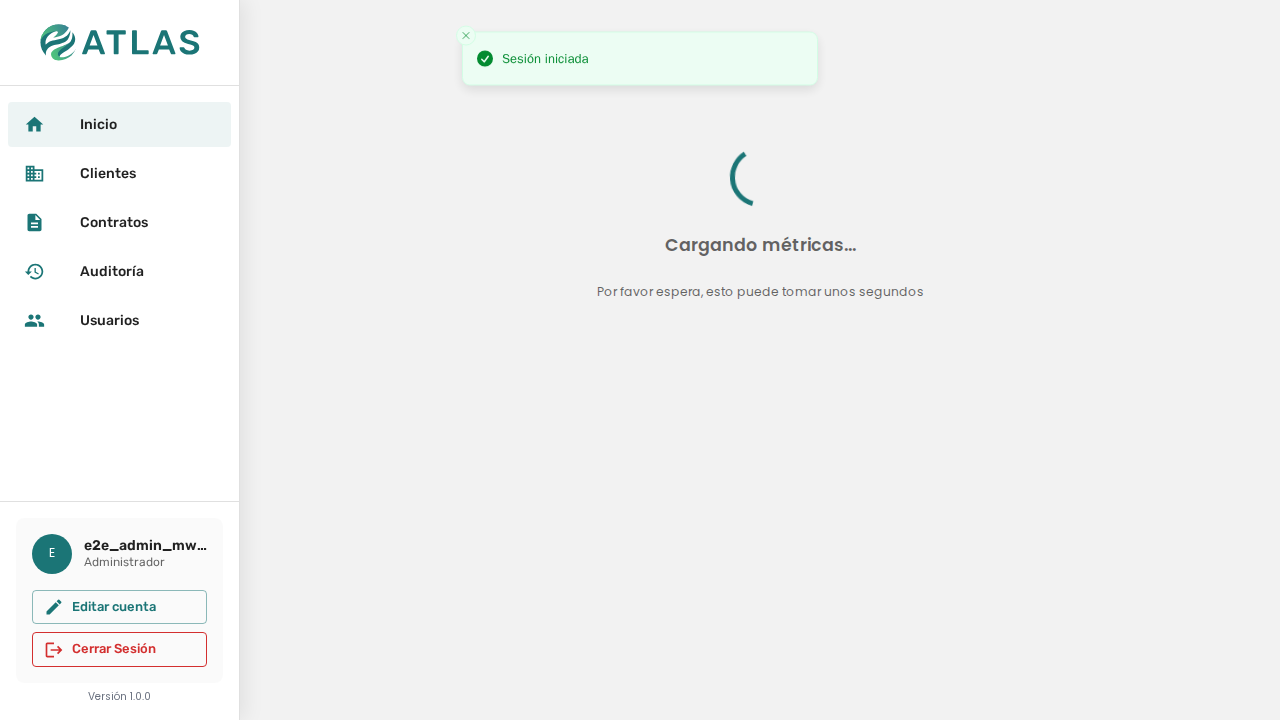 ATLAS
Inicio
Clientes
Contratos
Auditoría
Usuarios
e2e_admin_mw...
E
Administrador
Editar cuenta
Cerrar Sesión
Versión 1.0.0
Sesión iniciada
Cargando métricas...
Por favor espera, esto puede tomar unos segundos